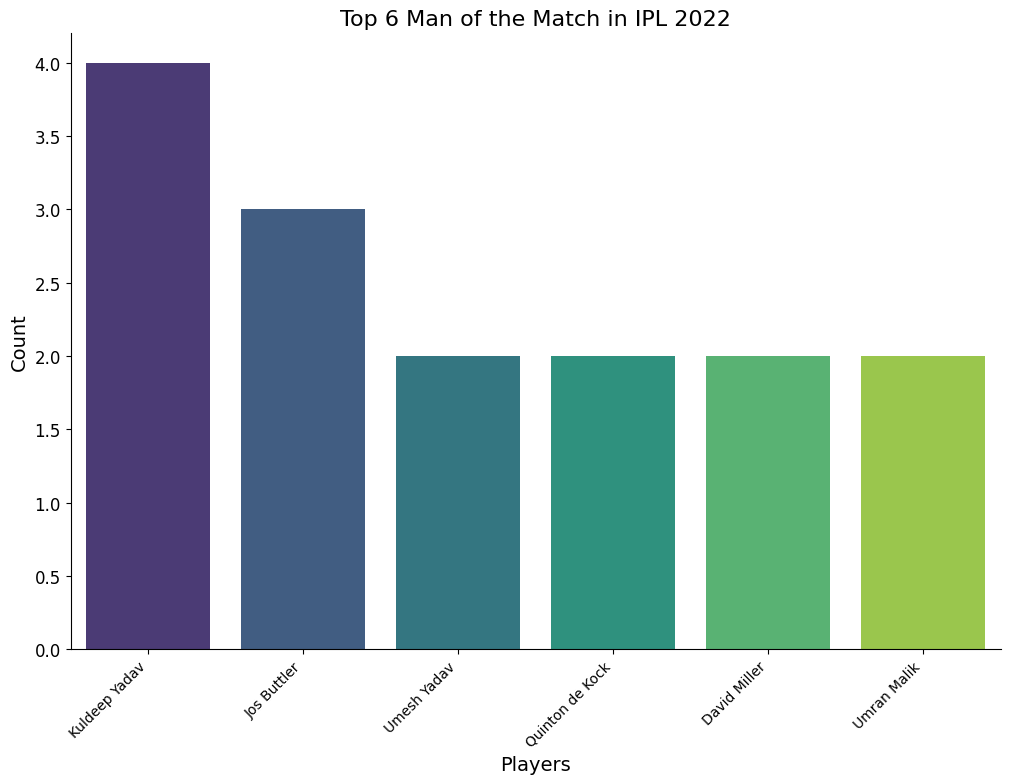 Top 6 Man of the Match in IPL 2022
Count
4.0
3.5
3.0
2.5
2.0
1.5
1.0
0.5
0.0
Kuldeep Yadav
Jos Buttler
Umesh Yadav
Quinton de Kock
David Miller
Umran Malik
Players